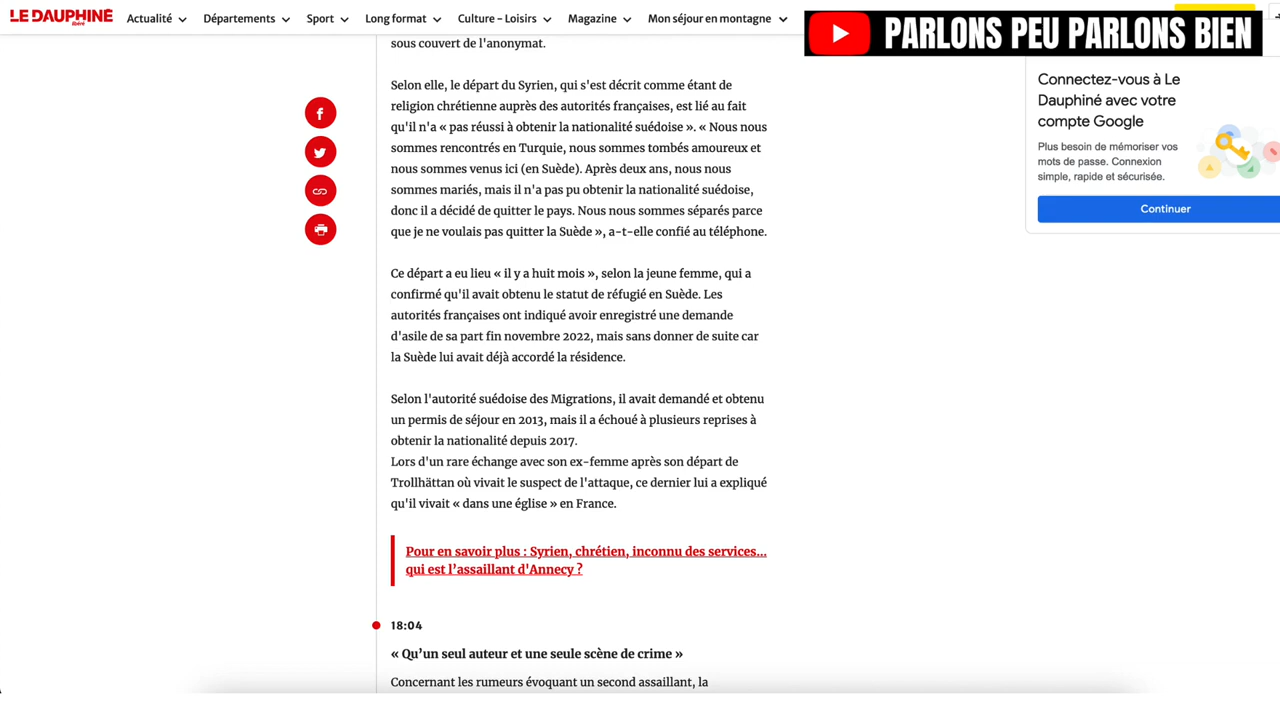 LE DAUPHINÉ
libéré
Actualité
Départements
Sport
Long format
Culture – Loisirs
Magazine
Mon séjour en montagne
PARLONS PEU PARLONS BIEN
sous couvert de l'anonymat.
Selon elle, le départ du Syrien, qui s'est décrit comme étant de
religion chrétienne auprès des autorités françaises, est lié au fait
qu'il n'a « pas réussi à obtenir la nationalité suédoise ». « Nous nous
sommes rencontrés en Turquie, nous sommes tombés amoureux et
nous sommes venus ici (en Suède). Après deux ans, nous nous
sommes mariés, mais il n'a pas pu obtenir la nationalité suédoise,
donc il a décidé de quitter le pays. Nous nous sommes séparés parce
que je ne voulais pas quitter la Suède », a-t-elle confié au téléphone.
Ce départ a eu lieu « il y a huit mois », selon la jeune femme, qui a
confirmé qu'il avait obtenu le statut de réfugié en Suède. Les
autorités françaises ont indiqué avoir enregistré une demande
d'asile de sa part fin novembre 2022, mais sans donner de suite car
la Suède lui avait déjà accordé la résidence.
Selon l'autorité suédoise des Migrations, il avait demandé et obtenu
un permis de séjour en 2013, mais il a échoué à plusieurs reprises à
obtenir la nationalité depuis 2017.
Lors d'un rare échange avec son ex-femme après son départ de
Trollhättan où vivait le suspect de l'attaque, ce dernier lui a expliqué
qu'il vivait « dans une église » en France.
Pour en savoir plus : Syrien, chrétien, inconnu des services...
qui est l’assaillant d'Annecy ?
18:04
« Qu’un seul auteur et une seule scène de crime »
Concernant les rumeurs évoquant un second assaillant, la
Connectez-vous à Le
Dauphiné avec votre
compte Google
Plus besoin de mémoriser vos
mots de passe. Connexion
simple, rapide et sécurisée.
Continuer